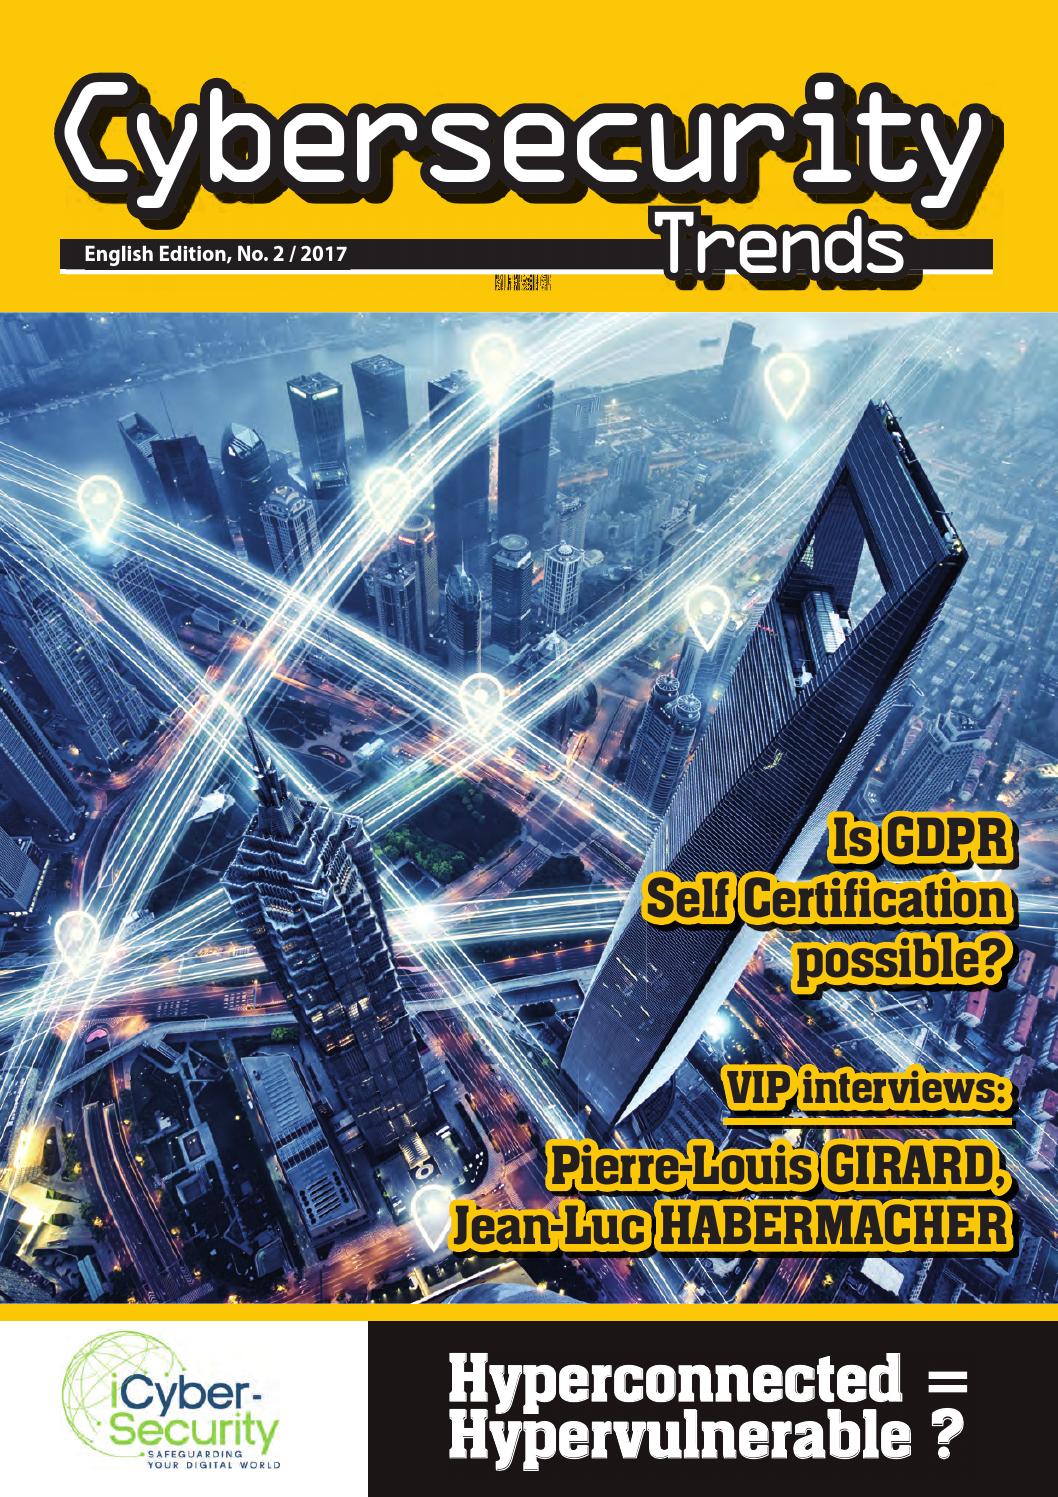 Cybersecurity
Trends
English Edition, No. 2 / 2017
Is GDPR
Self Certification
possible?
VIP interviews:
Pierre-Louis GIRARD,
Jean-Luc HABERMACHER
iCyber-
Security
SAFEGUARDING
YOUR DIGITAL WORLD
Hyperconnected =
Hypervulnerable ?